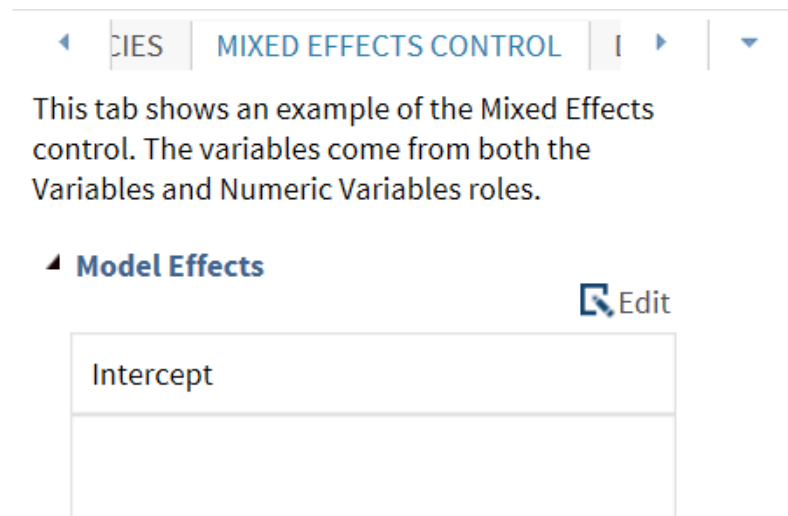 CIES MIXED EFFECTS CONTROL
This tab shows an example of the Mixed Effects
control. The variables come from both the
Variables and Numeric Variables roles.
Model Effects
Edit
Intercept